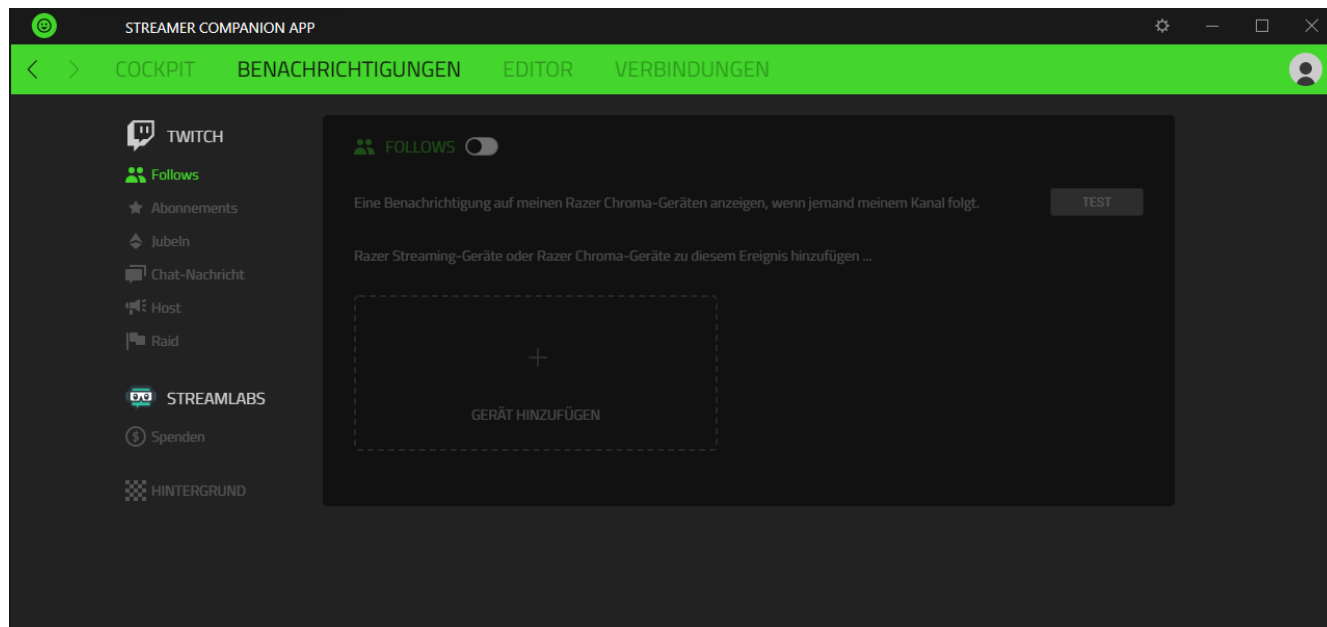 STREAMER COMPANION APP
COCKPIT BENACHRICHTIGUNGEN EDITOR VERBINDUNGEN
TWITCH
Follows
Abonnements
Jubeln
Chat-Nachricht
Host
Raid
STREAMLABS
Spenden
HINTERGRUND
FOLLOWS
Eine Benachrichtigung auf meinen Razer Chroma-Geräten anzeigen, wenn jemand meinem Kanal folgt.
TEST
Razer Streaming-Geräte oder Razer Chroma-Geräte zu diesem Ereignis hinzufügen ...
GERÄT HINZUFÜGEN